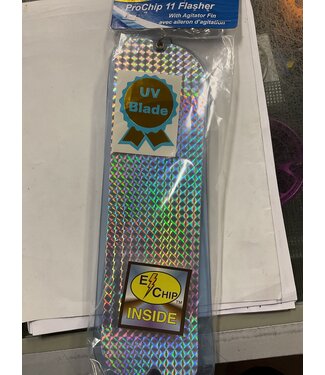 ProChip 11 Flasher
With Agitator Fin
avec aileron d'agitation
UV
Blade
E CHIP
INSIDE